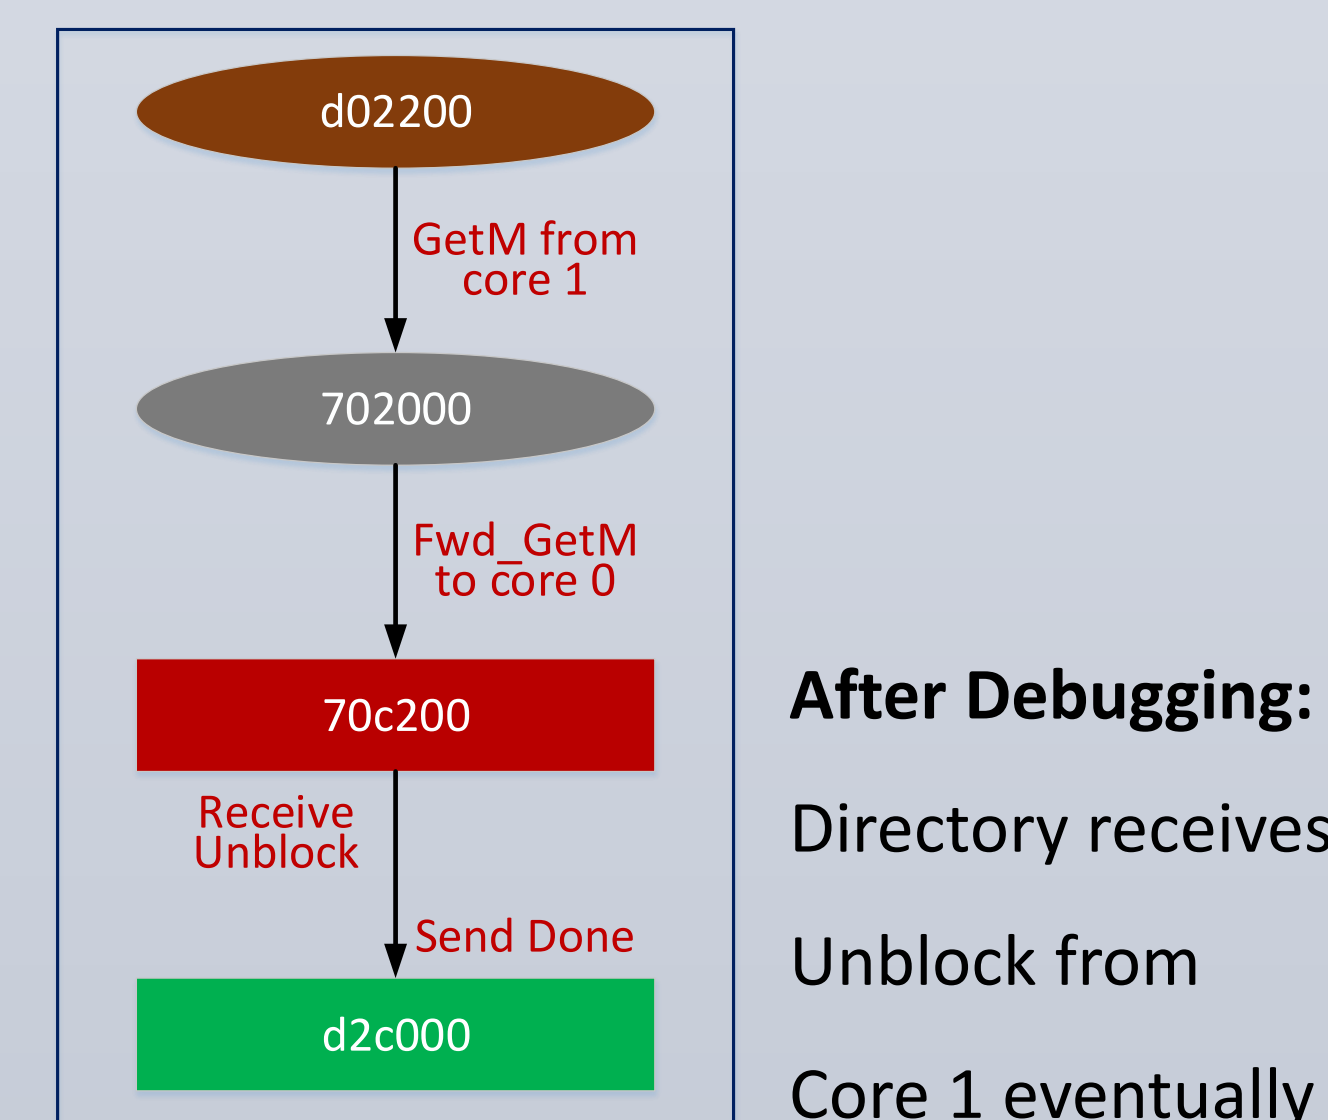 d02200
GetM from
core 1
702000
Fwd_GetM
to core 0
70c200
Receive
Unblock
Send Done
d2c000
After Debugging:
Directory receives
Unblock from
Core 1 eventually